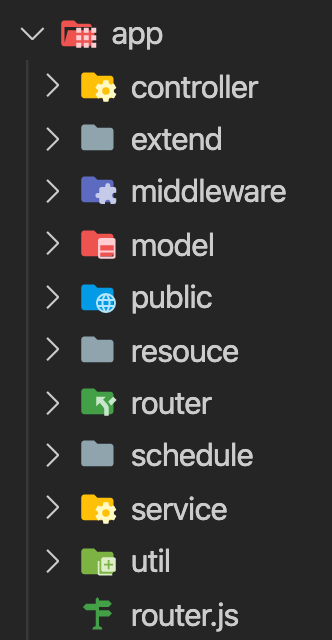 app
controller
extend
middleware
model
public
resouce
router
schedule
service
util
router.js